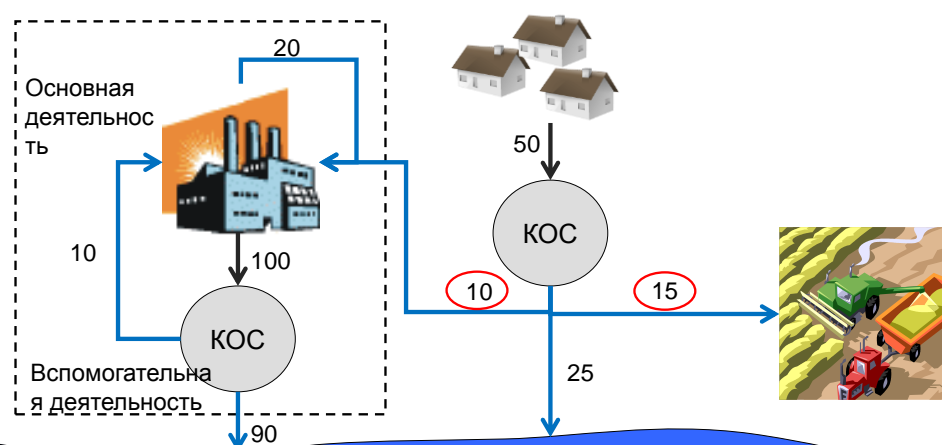 20
Основная
деятельнос
ть
50
КОС
10
100
10
15
КОС
25
Вспомогательна
я деятельность
90